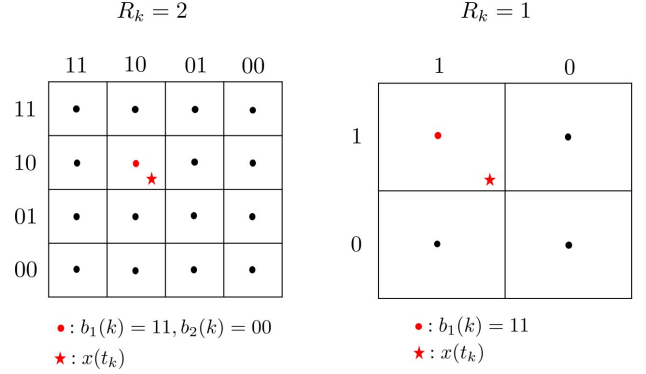 R_k = 2 R_k = 1
11 10 01 00 1 0
11
10 1
01
00 0
• : b_1(k) = 11, b_2(k) = 00 • : b_1(k) = 11
★ : x(t_k) ★ : x(t_k)